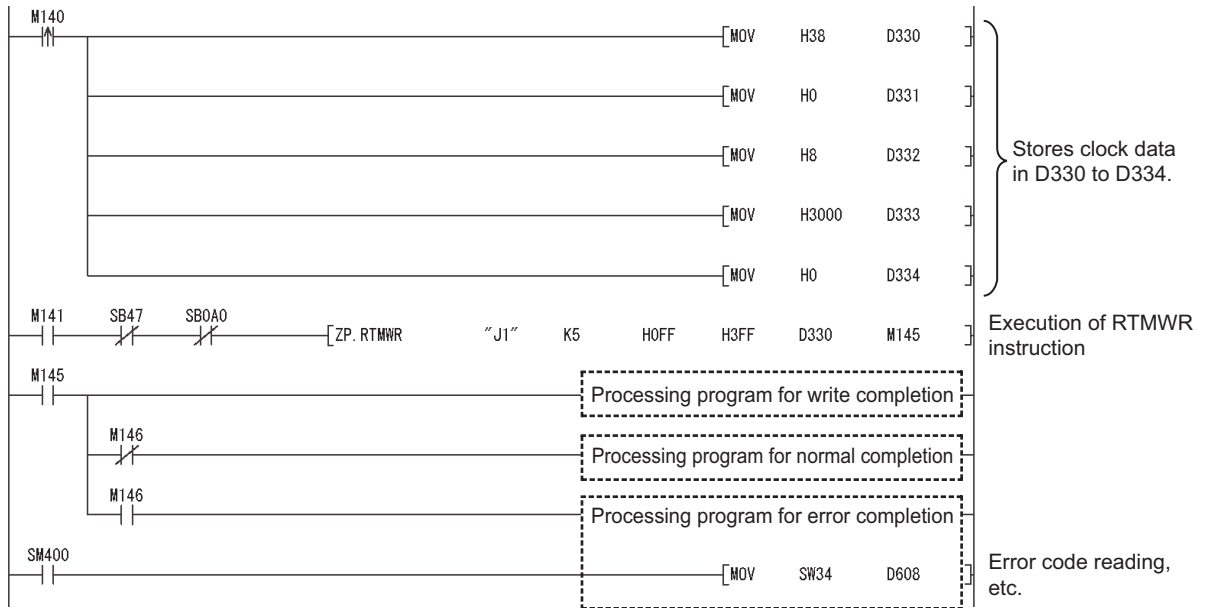 M140
MOV H38 D330
MOV H0 D331
MOV H8 D332
MOV H3000 D333
MOV H0 D334
Stores clock data
in D330 to D334.
M141 SB47 SB0A0
ZP.RTMWR "J1" K5 H0FF H3FF D330 M145
Execution of RTMWR
instruction
M145
Processing program for write completion
M146
Processing program for normal completion
M146
Processing program for error completion
SM400
MOV SW34 D608
Error code reading,
etc.